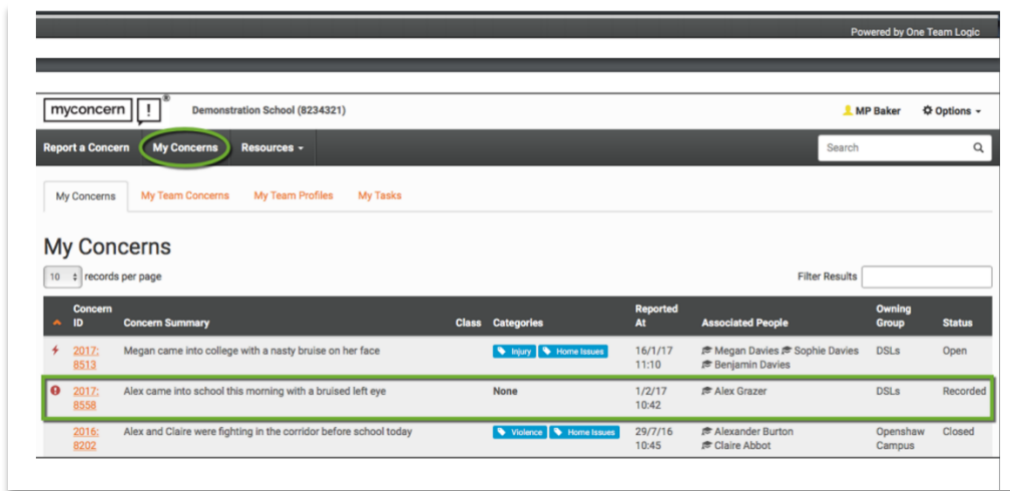 Powered by One Team Logic
myconcern ! ®
Demonstration School (8234321)
MP Baker
Options
Report a Concern
My Concerns
Resources
Search
My Concerns
My Team Concerns
My Team Profiles
My Tasks
My Concerns
10 records per page
Filter Results
Concern ID
Concern Summary
Class
Categories
Reported At
Associated People
Owning Group
Status
2017:
8513
Megan came into college with a nasty bruise on her face
Injury
Home Issues
16/1/17
11:10
Megan Davies Sophie Davies
Benjamin Davies
DSLs
Open
2017:
8558
Alex came into school this morning with a bruised left eye
None
1/2/17
10:42
Alex Grazer
DSLs
Recorded
2016:
8202
Alex and Claire were fighting in the corridor before school today
Violence
Home Issues
29/7/16
10:45
Alexander Burton
Claire Abbot
Openshaw
Campus
Closed